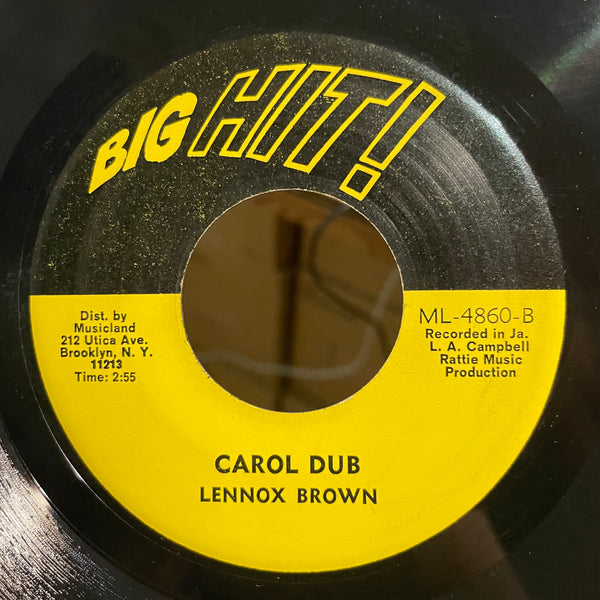 BIG HIT!
Dist. by
Musicland
212 Utica Ave.
Brooklyn, N. Y.
11213
Time: 2:55
ML-4860-B
Recorded in Ja.
L. A. Campbell
Rattie Music
Production
CAROL DUB
LENNOX BROWN